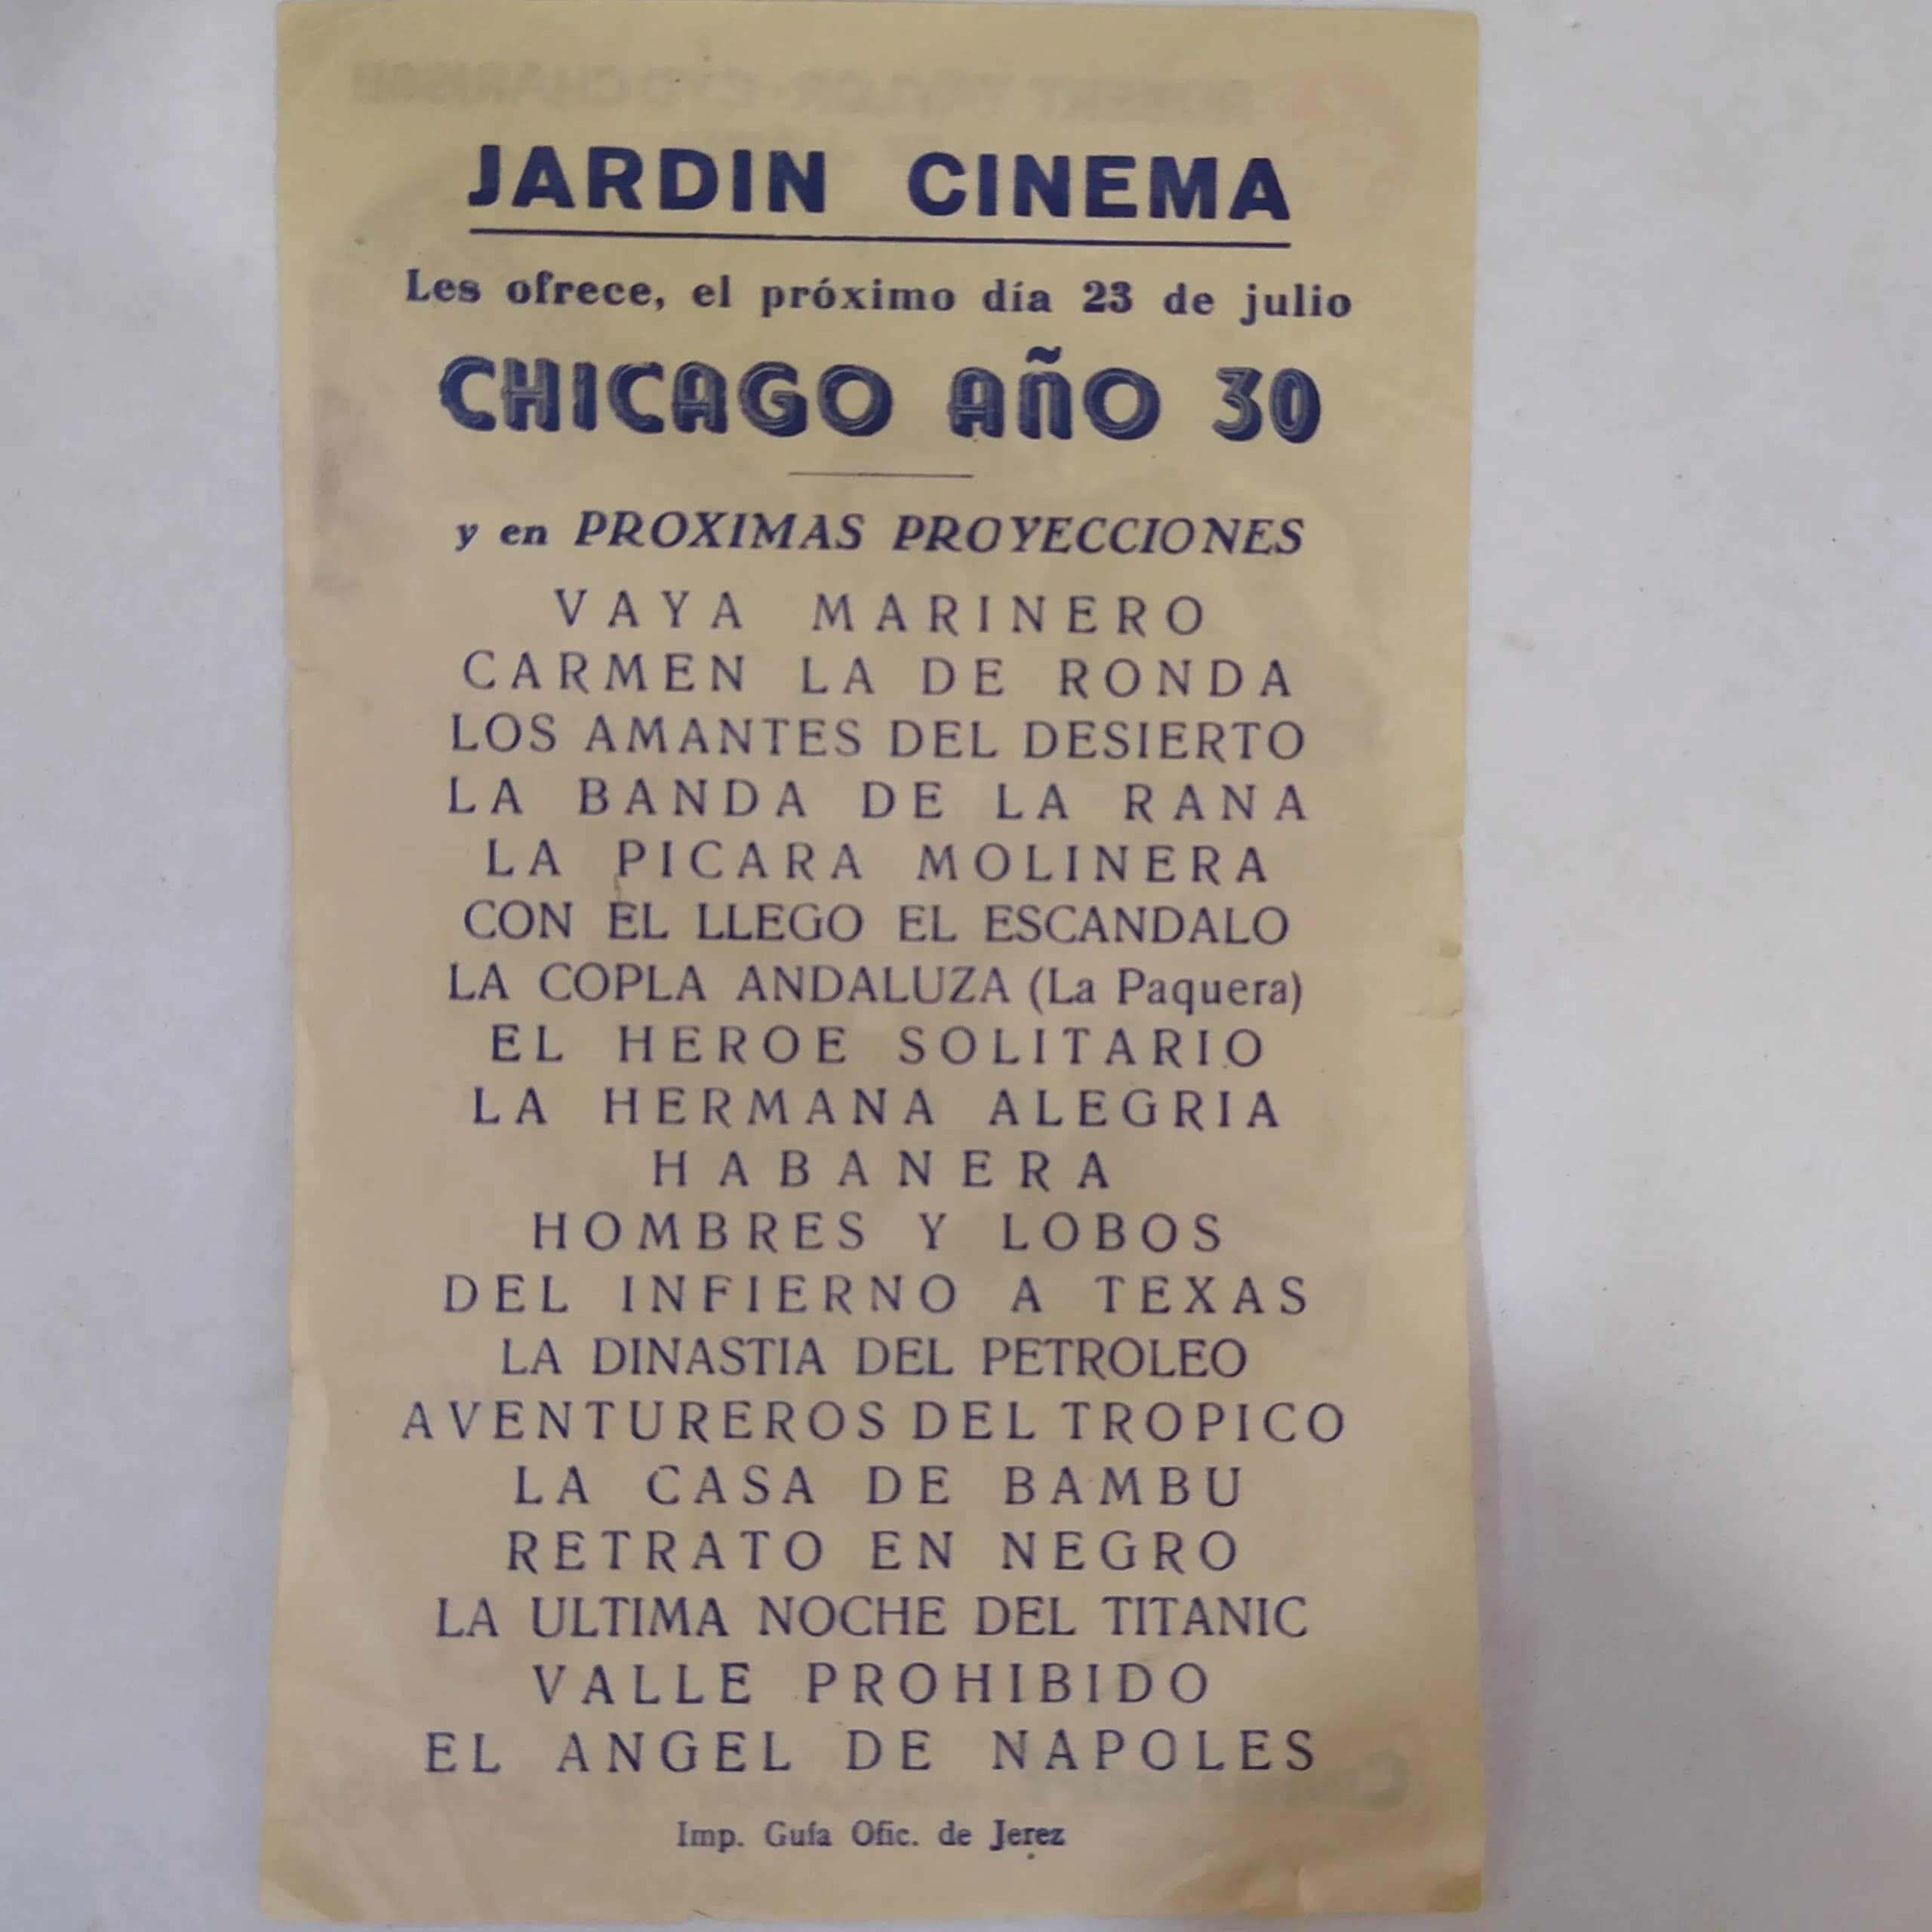 JARDIN CINEMA
Les ofrece, el próximo día 23 de julio
CHICAGO AÑO 30
y en PROXIMAS PROYECCIONES
VAYA MARINERO
CARMEN LA DE RONDA
LOS AMANTES DEL DESIERTO
LA BANDA DE LA RANA
LA PICARA MOLINERA
CON EL LLEGO EL ESCANDALO
LA COPLA ANDALUZA (La Paquera)
EL HEROE SOLITARIO
LA HERMANA ALEGRIA
HABANERA
HOMBRES Y LOBOS
DEL INFIERNO A TEXAS
LA DINASTIA DEL PETROLEO
AVENTUREROS DEL TROPICO
LA CASA DE BAMBU
RETRATO EN NEGRO
LA ULTIMA NOCHE DEL TITANIC
VALLE PROHIBIDO
EL ANGEL DE NAPOLES
Imp. Guía Ofic. de Jerez